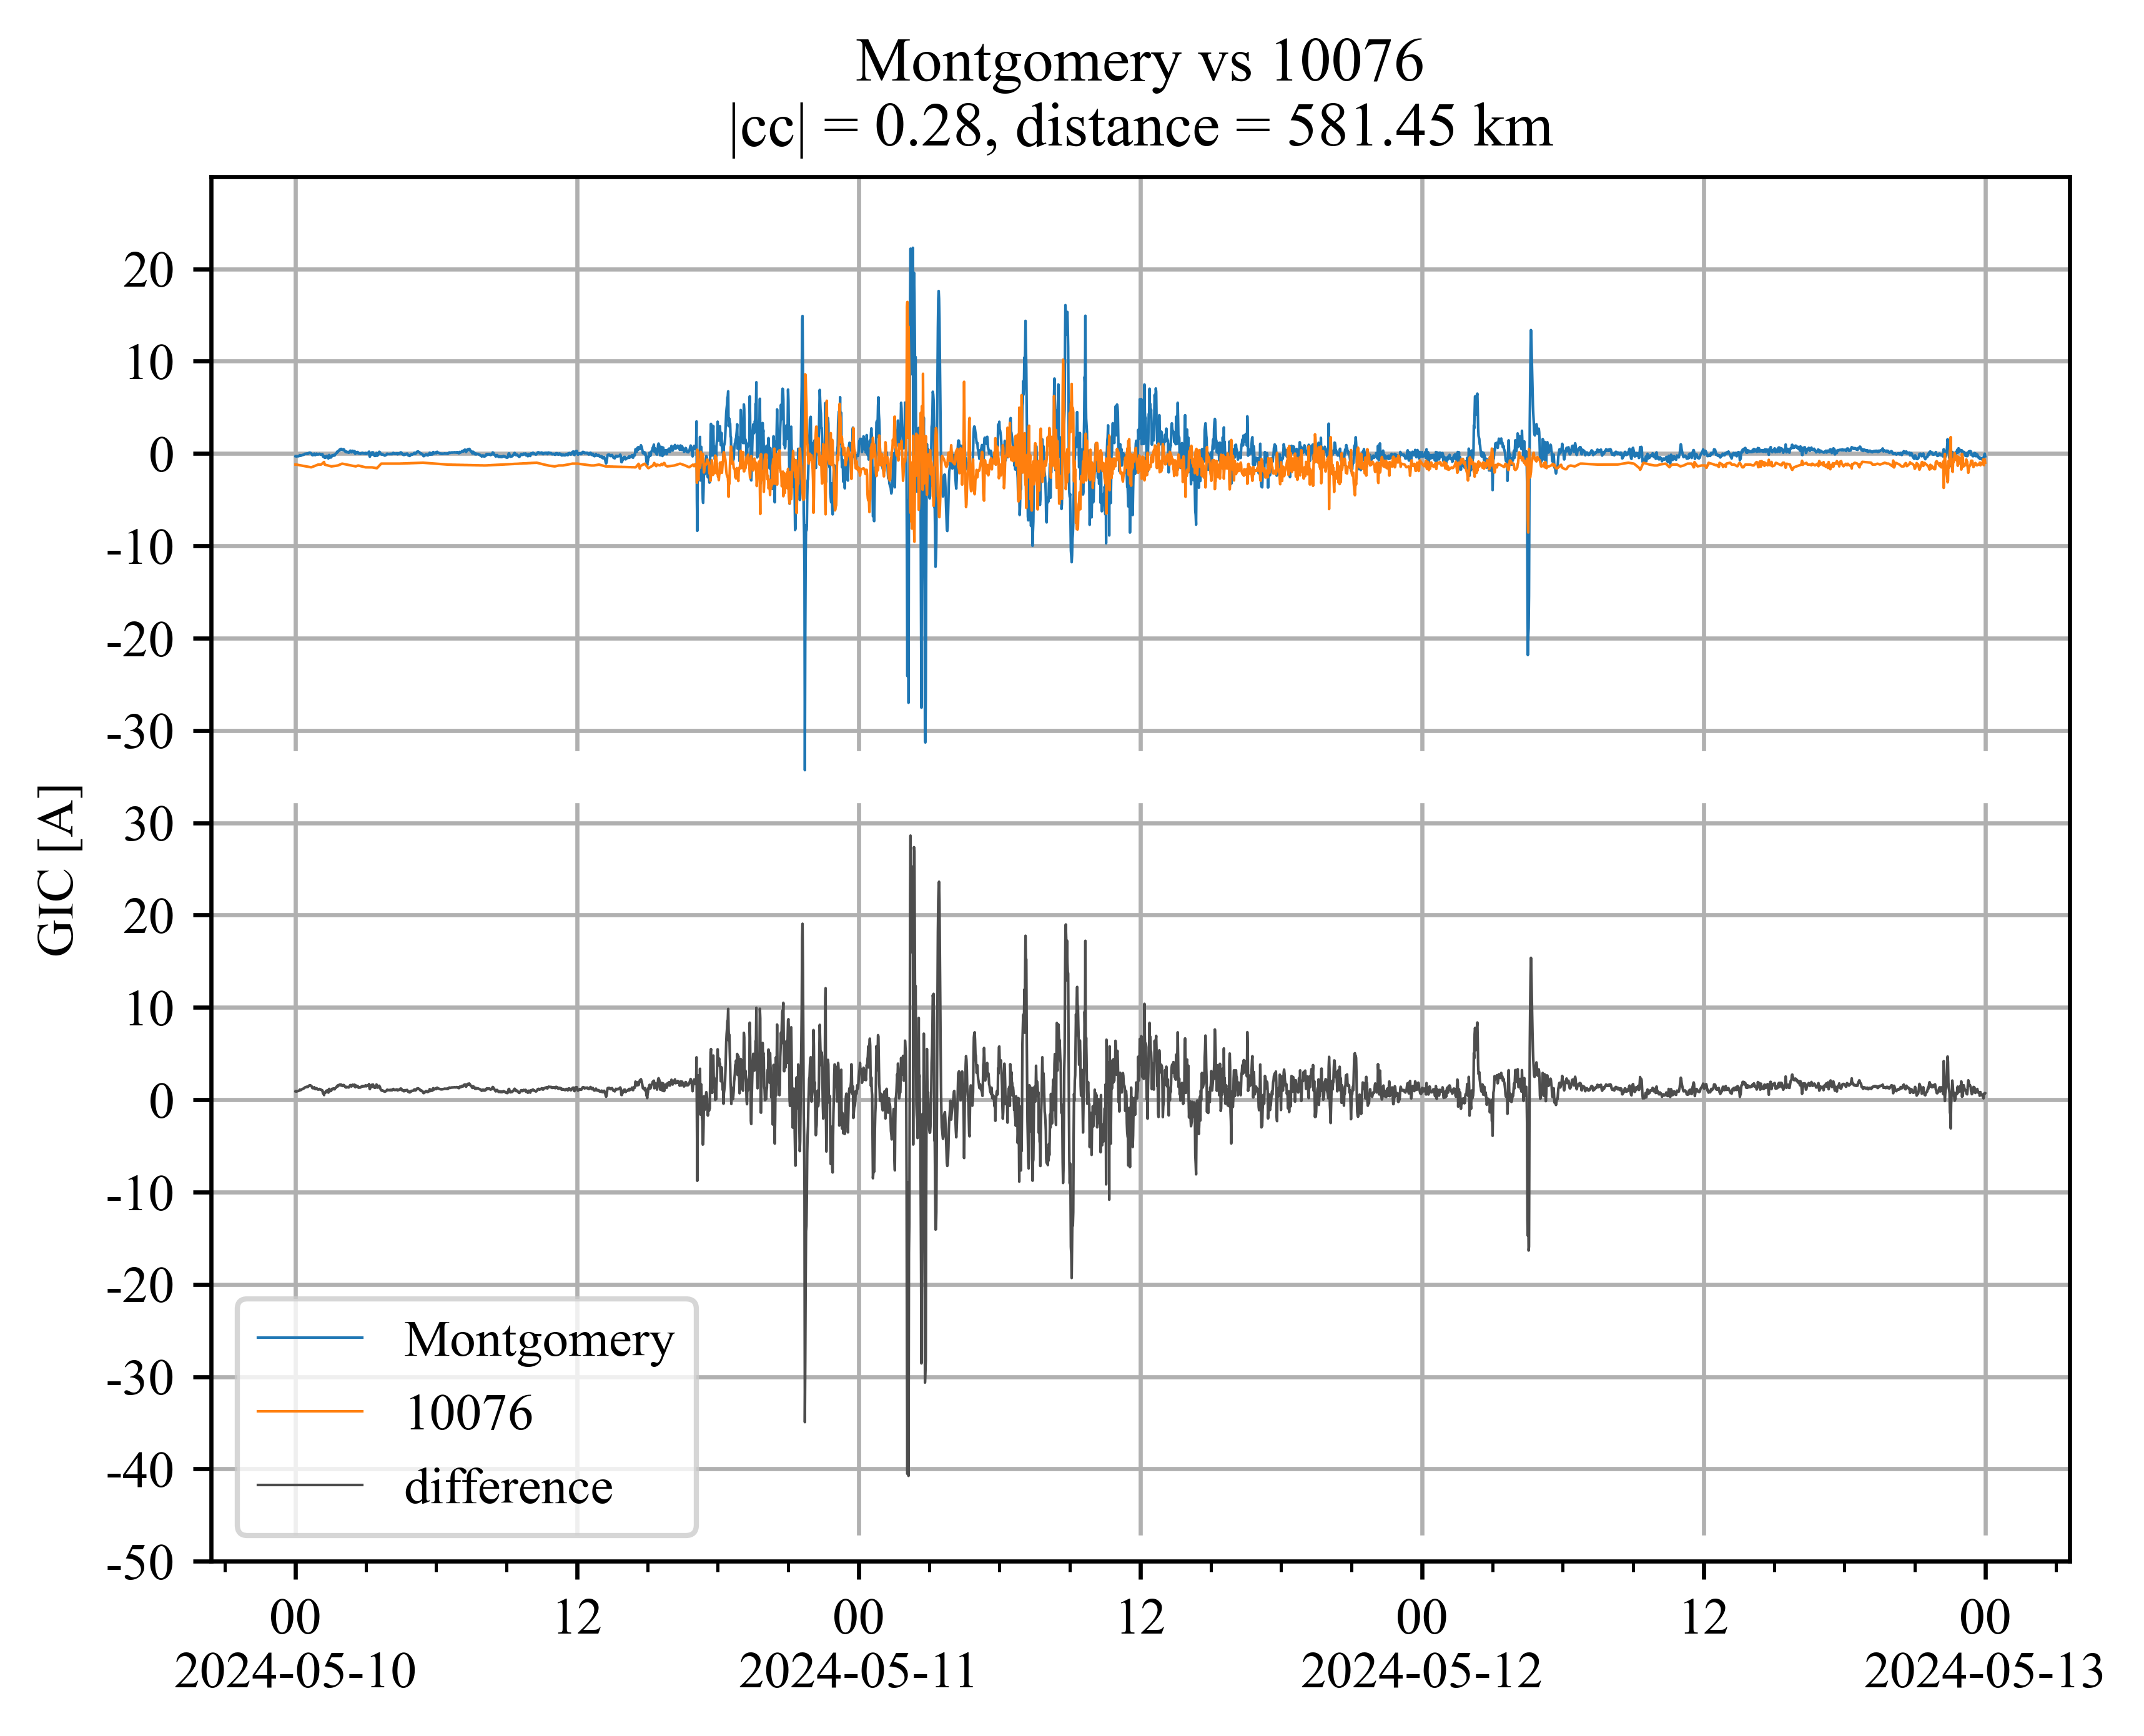 Montgomery vs 10076
|cc| = 0.28, distance = 581.45 km
20
10
0
-10
-20
-30
30
20
10
0
-10
-20
-30
-40
-50
GIC [A]
Montgomery
10076
difference
00 12 00 12 00 12 00
2024-05-10 2024-05-11 2024-05-12 2024-05-13